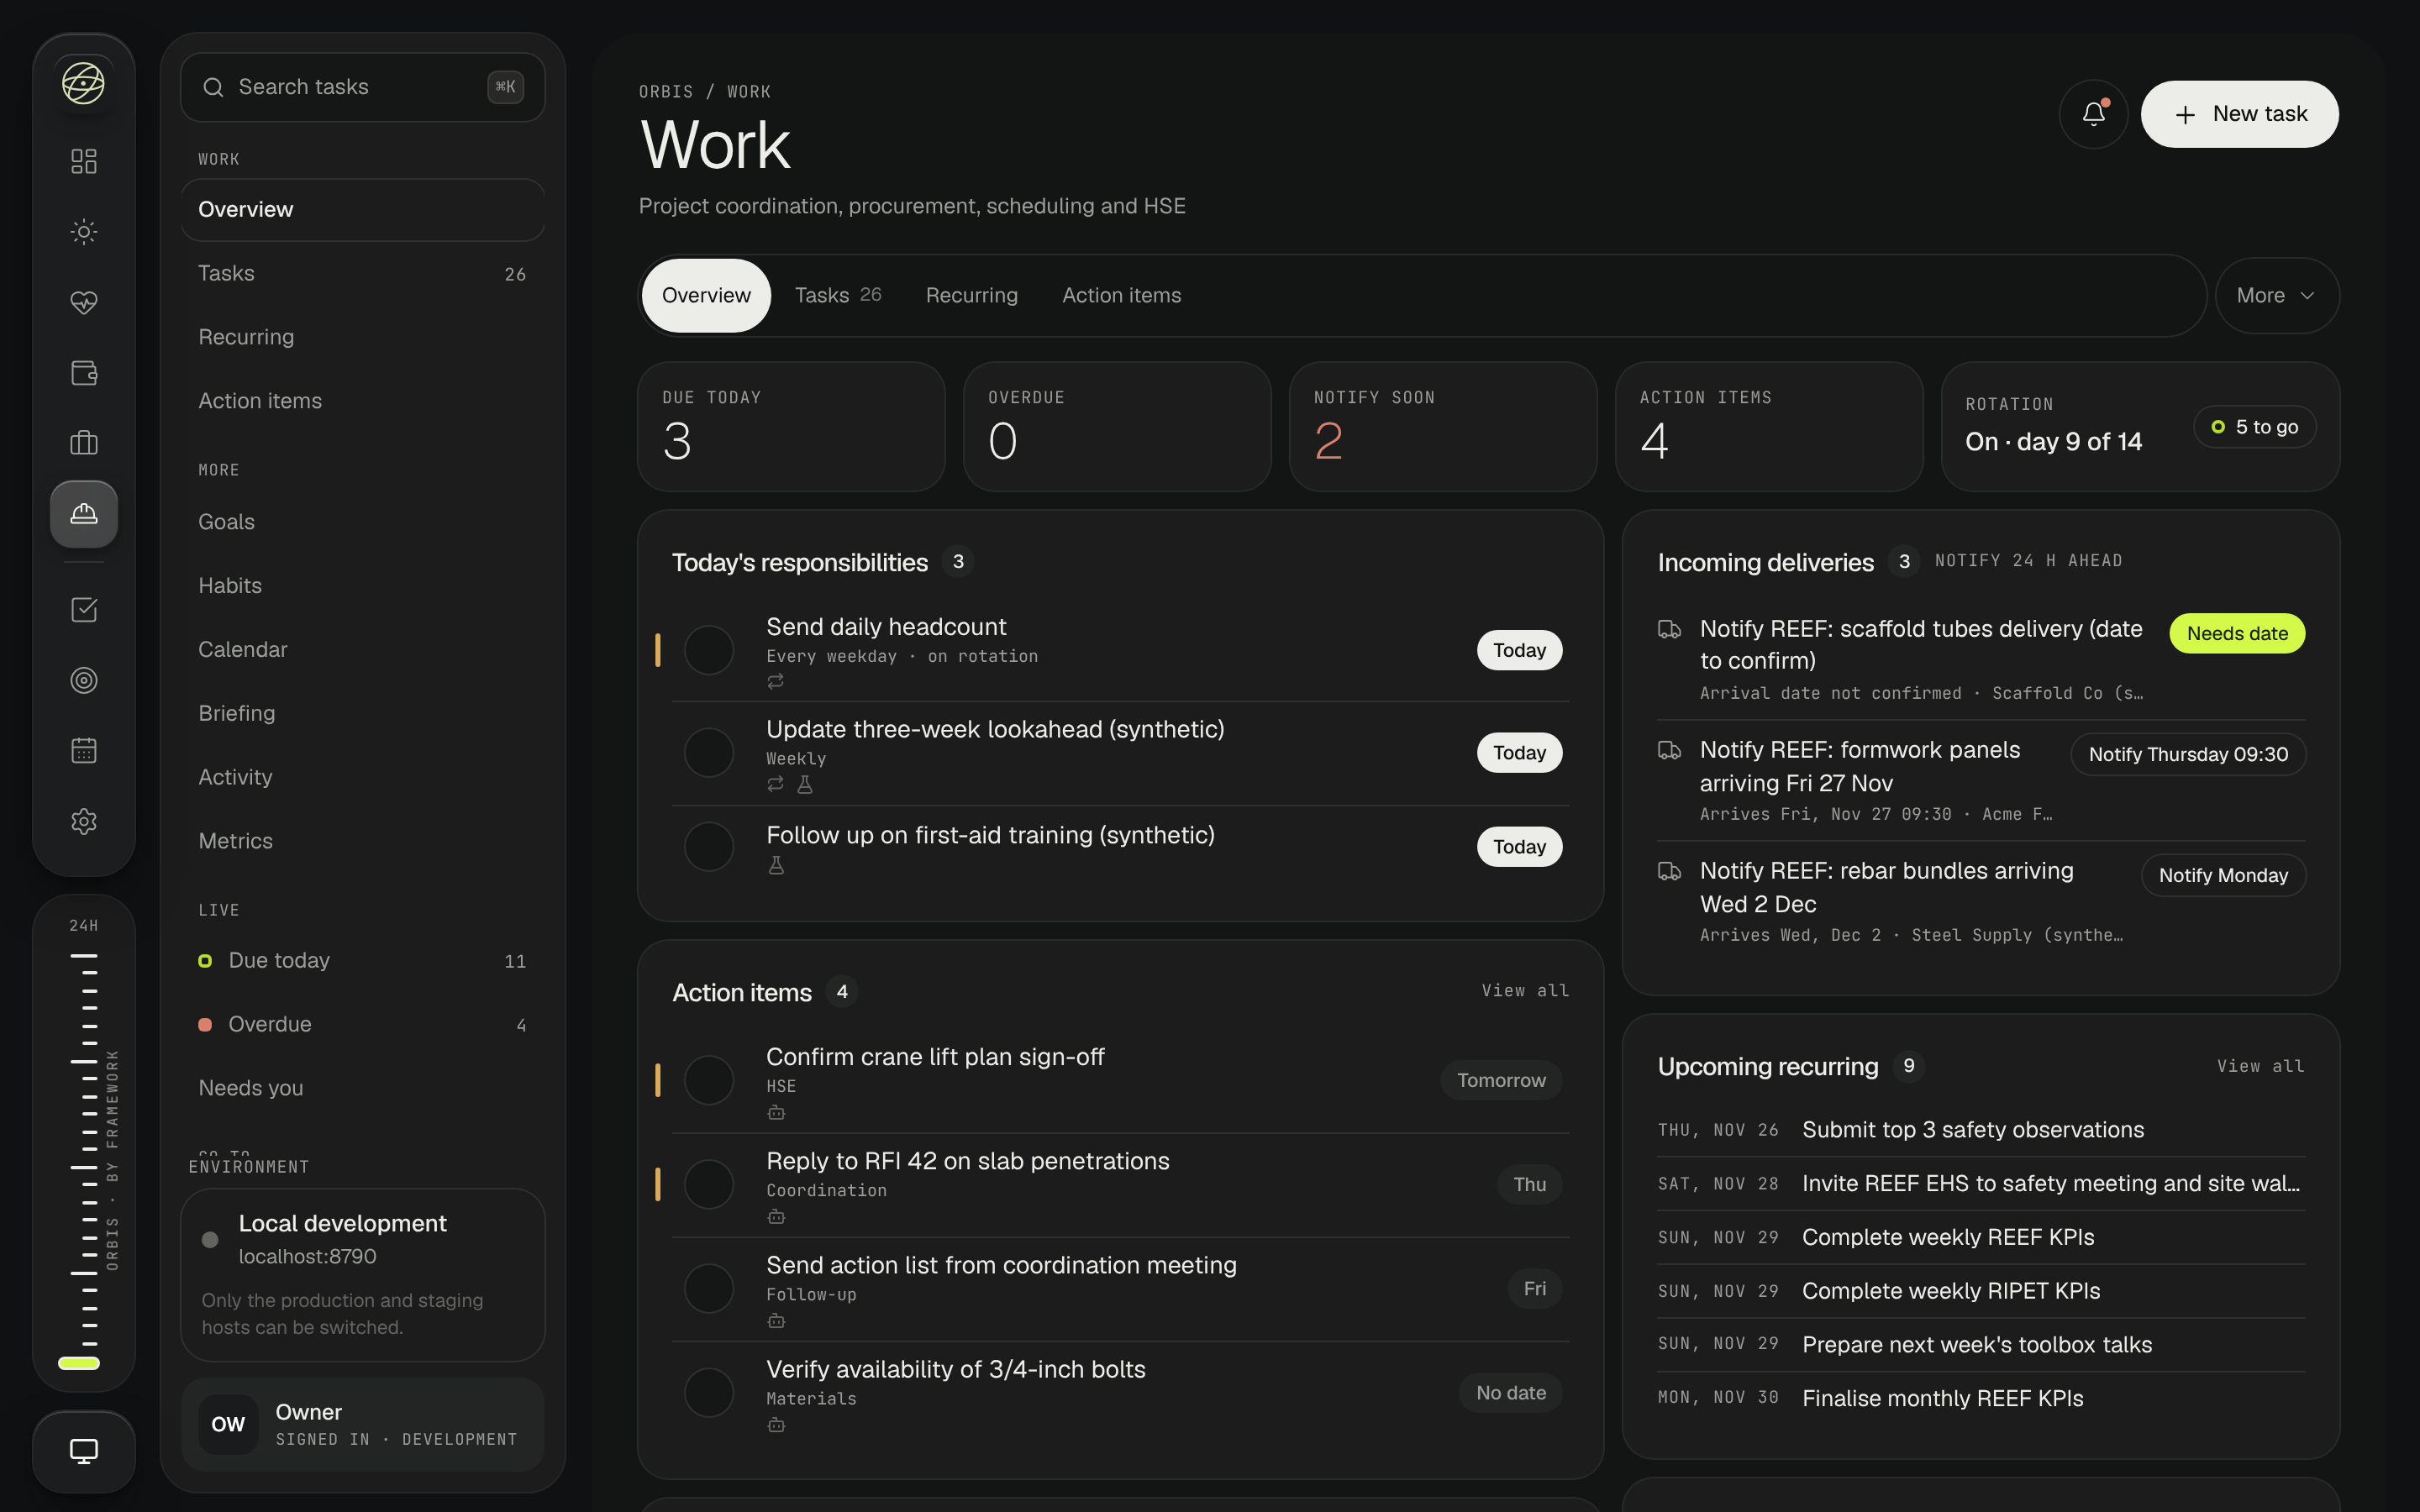 Search tasks
⌘K
WORK
Overview
Tasks 26
Recurring
Action items
MORE
Goals
Habits
Calendar
Briefing
Activity
Metrics
LIVE
Due today 11
Overdue 4
Needs you
ENVIRONMENT
Local development
localhost:8790
Only the production and staging
hosts can be switched.
OW
Owner
SIGNED IN · DEVELOPMENT
24H
ORBIS · BY FRAMEWORK
ORBIS / WORK
Work
Project coordination, procurement, scheduling and HSE
New task
Overview
Tasks 26
Recurring
Action items
More
DUE TODAY
3
OVERDUE
0
NOTIFY SOON
2
ACTION ITEMS
4
ROTATION
On · day 9 of 14
5 to go
Today's responsibilities 3
Send daily headcount
Every weekday · on rotation
Today
Update three-week lookahead (synthetic)
Weekly
Today
Follow up on first-aid training (synthetic)
Today
Action items 4
View all
Confirm crane lift plan sign-off
HSE
Tomorrow
Reply to RFI 42 on slab penetrations
Coordination
Thu
Send action list from coordination meeting
Follow-up
Fri
Verify availability of 3/4-inch bolts
Materials
No date
Incoming deliveries 3 NOTIFY 24 H AHEAD
Notify REEF: scaffold tubes delivery (date
to confirm)
Arrival date not confirmed · Scaffold Co (s…
Needs date
Notify REEF: formwork panels
arriving Fri 27 Nov
Arrives Fri, Nov 27 09:30 · Acme F…
Notify Thursday 09:30
Notify REEF: rebar bundles arriving
Wed 2 Dec
Arrives Wed, Dec 2 · Steel Supply (synthe…
Notify Monday
Upcoming recurring 9
View all
THU, NOV 26 Submit top 3 safety observations
SAT, NOV 28 Invite REEF EHS to safety meeting and site wal…
SUN, NOV 29 Complete weekly REEF KPIs
SUN, NOV 29 Complete weekly RIPET KPIs
SUN, NOV 29 Prepare next week's toolbox talks
MON, NOV 30 Finalise monthly REEF KPIs